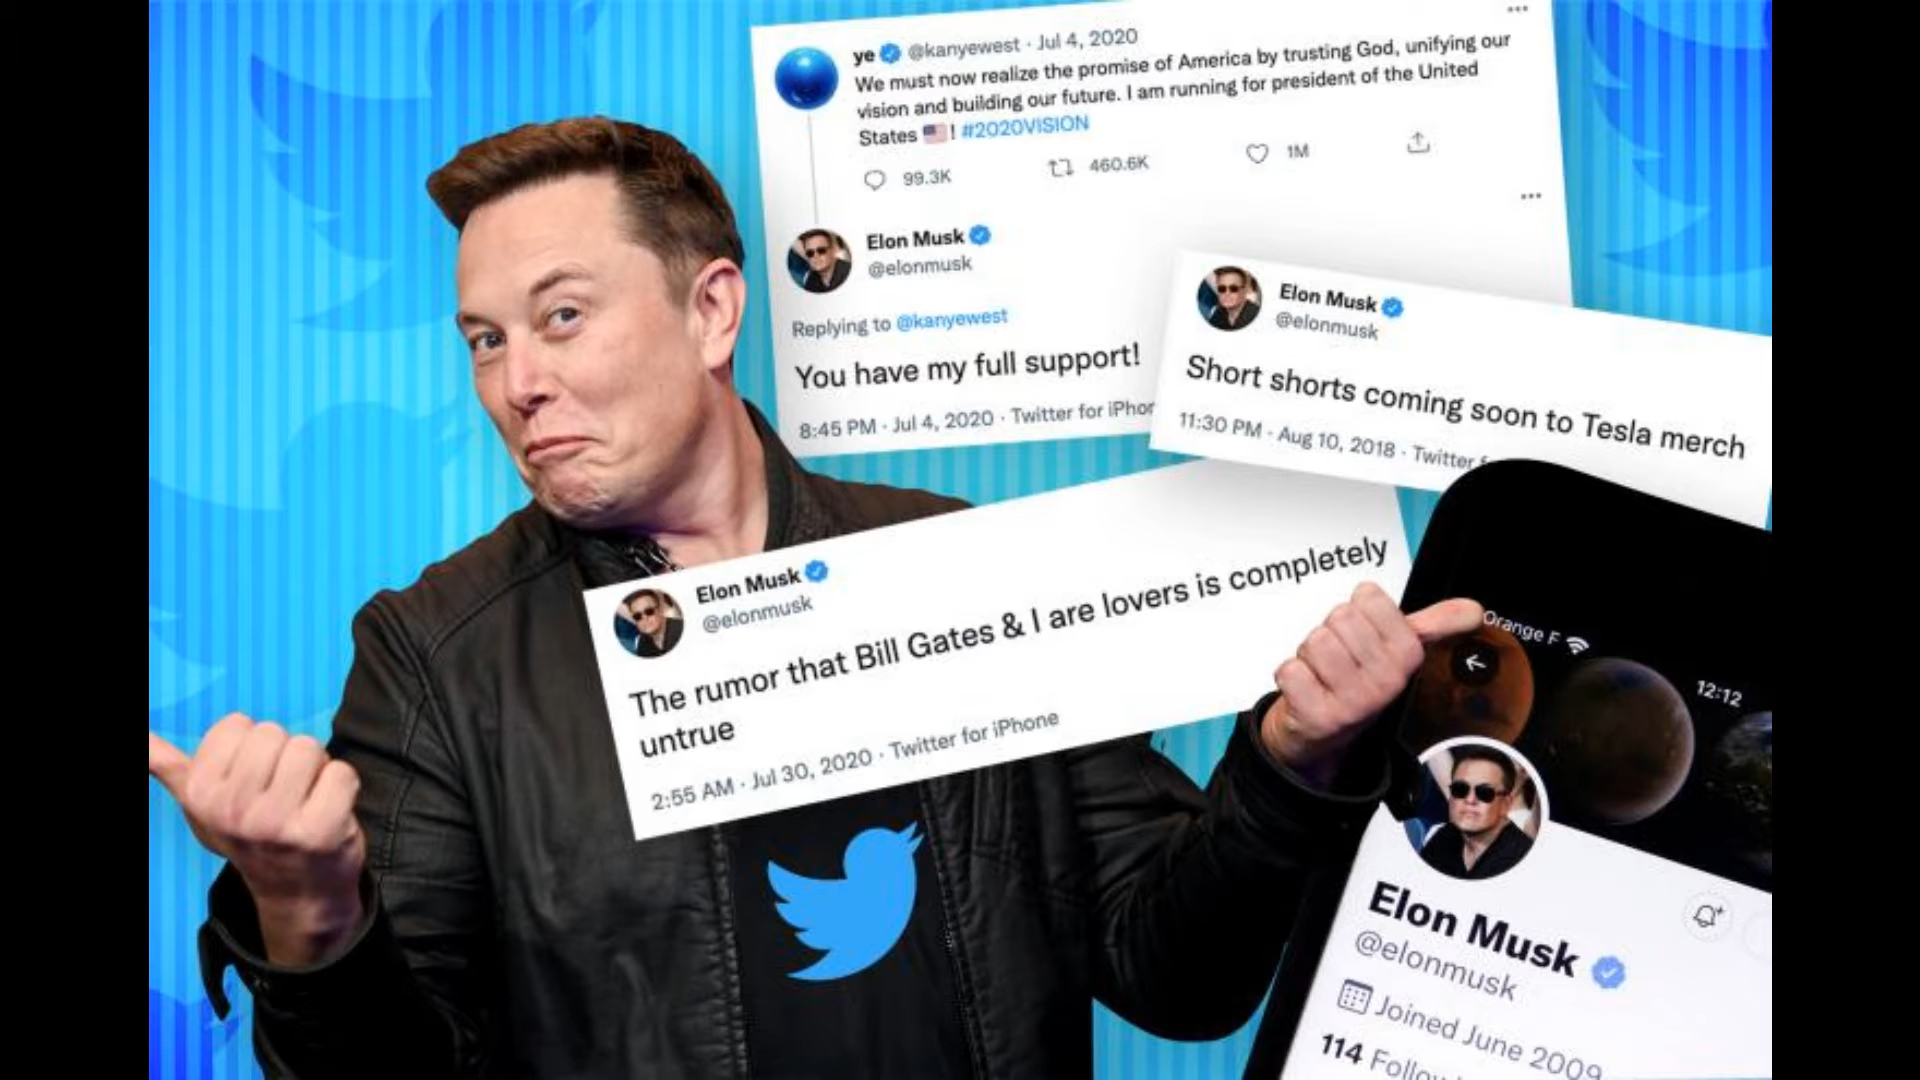 ye @kanyewest · Jul 4, 2020
We must now realize the promise of America by trusting God, unifying our
vision and building our future. I am running for president of the United
States 🇺🇸! #2020VISION
99.3K 460.6K 1M
Elon Musk
@elonmusk
Replying to @kanyewest
You have my full support!
8:45 PM · Jul 4, 2020 · Twitter for
Elon Musk
@elonmusk
Short shorts coming soon to Tesla merch
11:30 PM · Aug 10, 2018 · Twitter
Elon Musk
@elonmusk
The rumor that Bill Gates & I are lovers is completely
untrue
2:55 AM · Jul 30, 2020 · Twitter for iPhone
Orange F
12:12
Elon Musk
@elonmusk
Joined June 2009
114